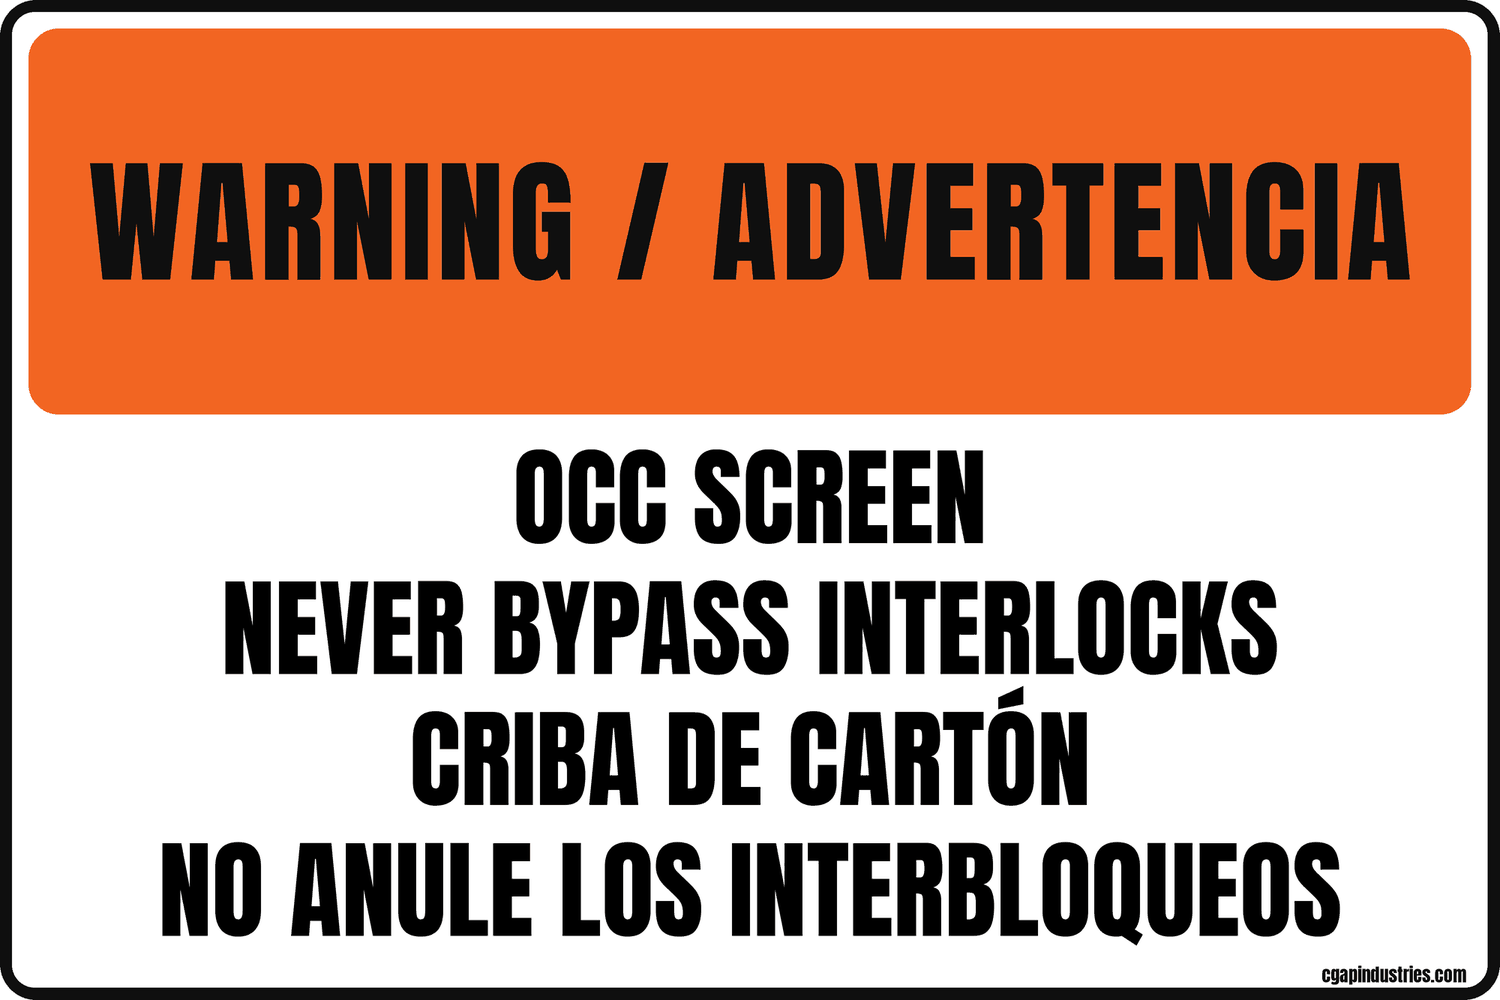 WARNING / ADVERTENCIA
OCC SCREEN
NEVER BYPASS INTERLOCKS
CRIBA DE CARTÓN
NO ANULE LOS INTERBLOQUEOS
cgapindustries.com